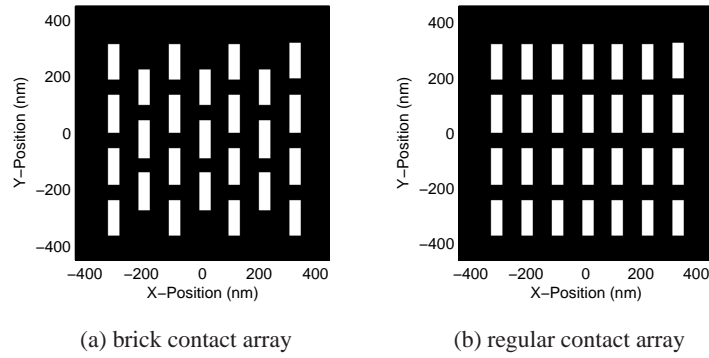 400
200
0
−200
−400
Y−Position (nm)
−400 −200 0 200 400
X−Position (nm)
(a) brick contact array
400
200
0
−200
−400
Y−Position (nm)
−400 −200 0 200 400
X−Position (nm)
(b) regular contact array